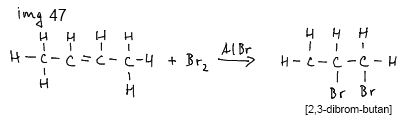 img 47
H H H H H H H
H - C - C = C - C - H + Br₂ AlBr → H - C - C - C - H
H H Br Br
[2,3-dibrom-butan]